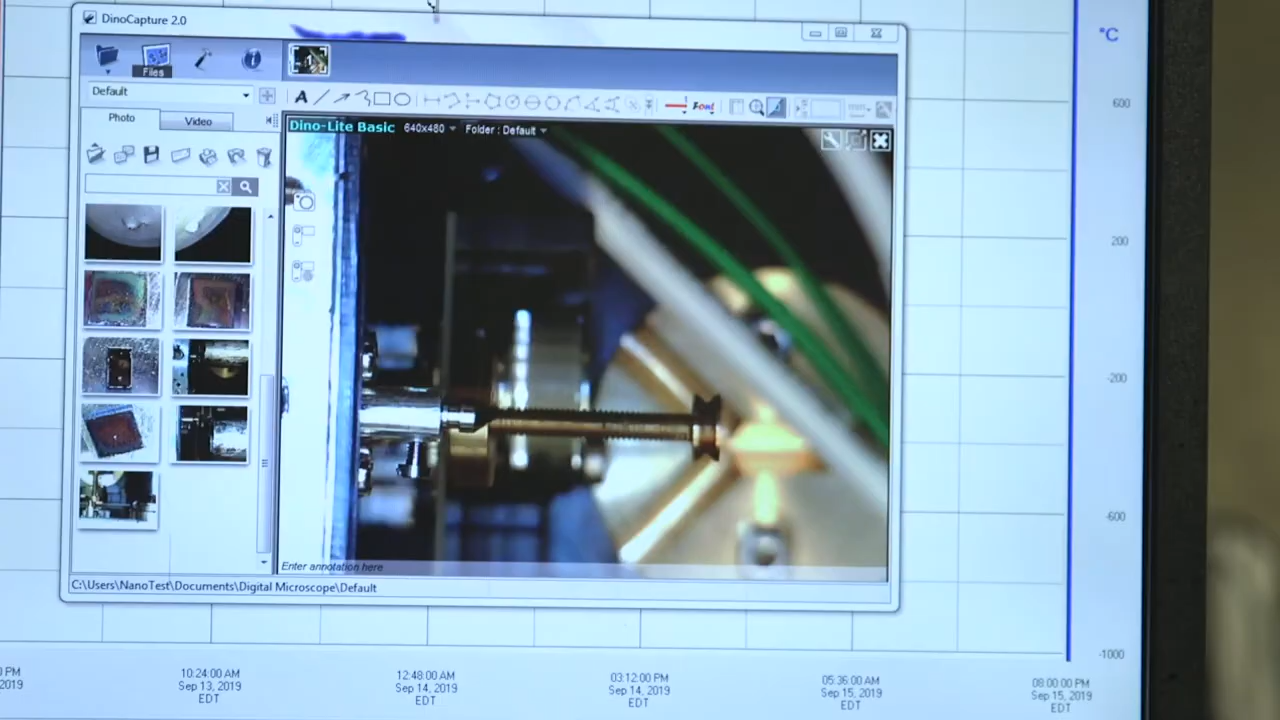 DinoCapture 2.0
°C
Files
Default
600
A
Font
Photo
Video
Dino-Lite Basic 640x480 Folder : Default
200
-200
-600
Enter annotation here
C:\Users\NanoTest\Documents\Digital Microscope\Default
-1000
PM
2019
10:24:00 AM
Sep 13, 2019
EDT
12:48:00 AM
Sep 14, 2019
EDT
03:12:00 PM
Sep 14, 2019
EDT
05:36:00 AM
Sep 15, 2019
EDT
08:00:00 PM
Sep 15, 2019
EDT